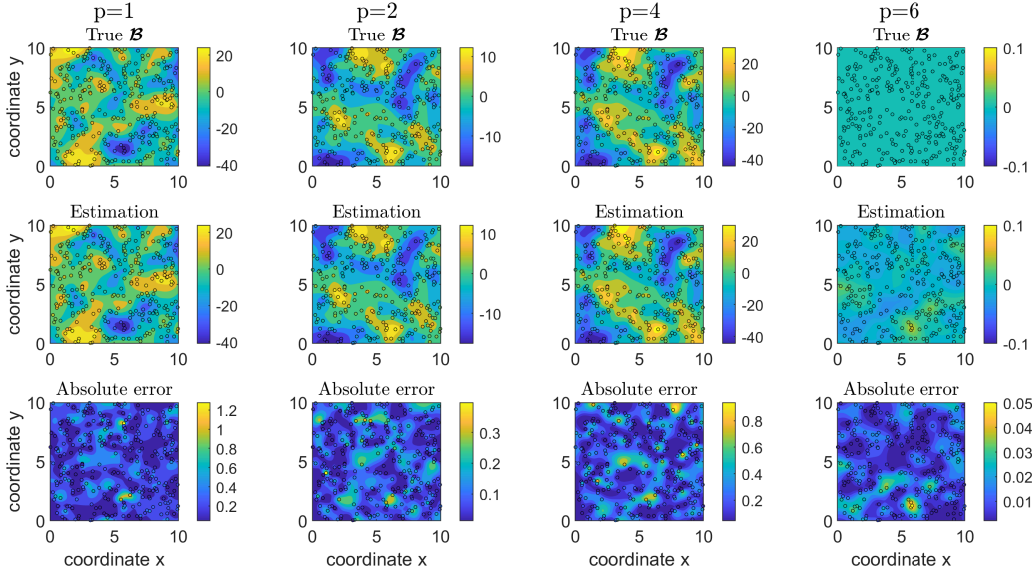 p=1 p=2 p=4 p=6
True ℬ True ℬ True ℬ True ℬ
coordinate y
10 5 0
0 5 10
20 0 -20 -40
0 5 10
10 0 -10
10 5 0
0 5 10
20 0 -20 -40
10 5 0
0 5 10
0.1 0 -0.1
10 5 0
Estimation Estimation Estimation Estimation
coordinate y
10 5 0
0 5 10
20 0 -20 -40
10 5 0
0 5 10
10 0 -10
10 5 0
0 5 10
20 0 -20 -40
10 5 0
0 5 10
0.1 0 -0.1
Absolute error Absolute error Absolute error Absolute error
coordinate y
10 5 0
0 5 10
1.2 1 0.8 0.6 0.4 0.2
10 5 0
0 5 10
0.3 0.2 0.1
10 5 0
0 5 10
0.8 0.6 0.4 0.2
10 5 0
0 5 10
0.05 0.04 0.03 0.02 0.01
coordinate x coordinate x coordinate x coordinate x